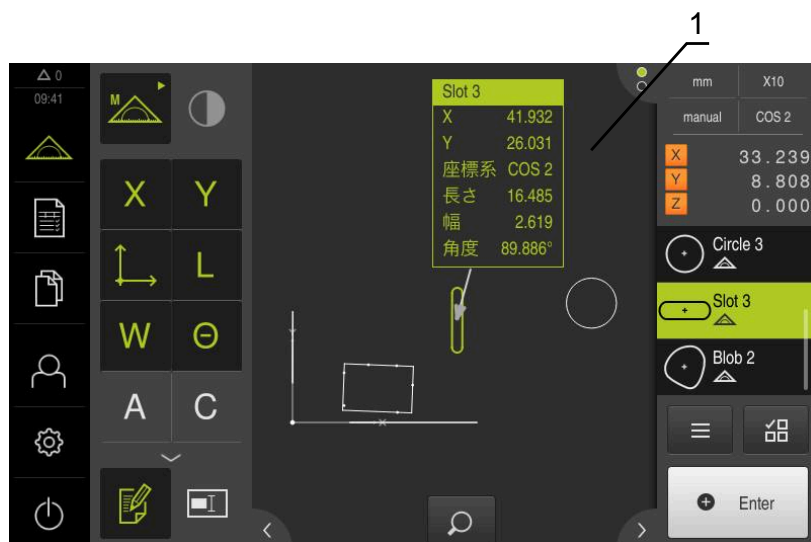 1
0
09:41
M
X
Y
L
W
Θ
A
C
Slot 3
X 41.932
Y 26.031
座標系 COS 2
長さ 16.485
幅 2.619
角度 89.886°
mm X10
manual COS 2
X 33.239
Y 8.808
Z 0.000
Circle 3
Slot 3
Blob 2
Enter